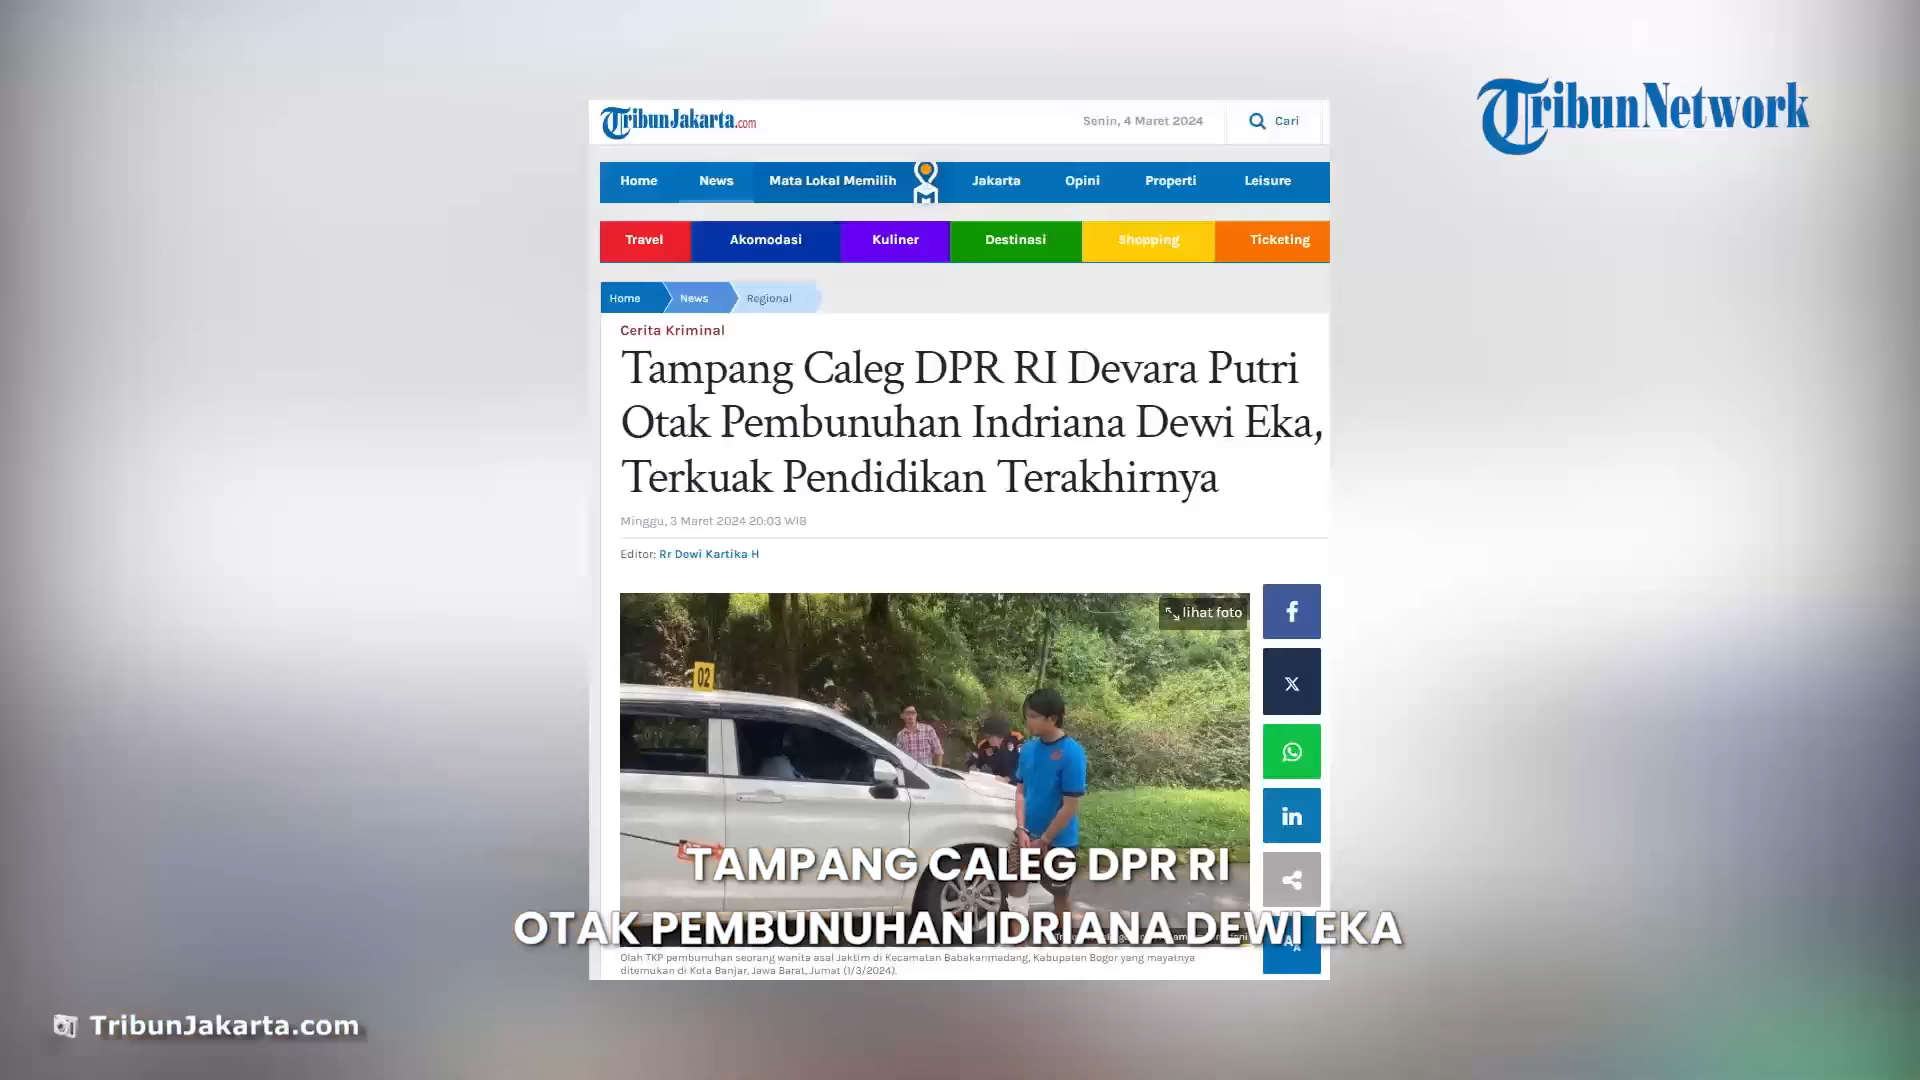 TribunNetwork
TribunJakarta.com
Senin, 4 Maret 2024
Cari
Home News Mata Lokal Memilih Jakarta Opini Properti Leisure
Travel Akomodasi Kuliner Destinasi Shopping Ticketing
Home News Regional
Cerita Kriminal
Tampang Caleg DPR RI Devara Putri
Otak Pembunuhan Indriana Dewi Eka,
Terkuak Pendidikan Terakhirnya
Minggu, 3 Maret 2024 20:03 WIB
Editor: Rr Dewi Kartika H
lihat foto
02
TAMPANG CALEG DPR RI
OTAK PEMBUNUHAN IDRIANA DEWI EKA
Olah TKP pembunuhan seorang wanita asal Jaktim di Kecamatan Babakanmadang, Kabupaten Bogor yang mayatnya
ditemukan di Kota Banjar, Jawa Barat, Jumat (1/3/2024).
TribunJakarta.com